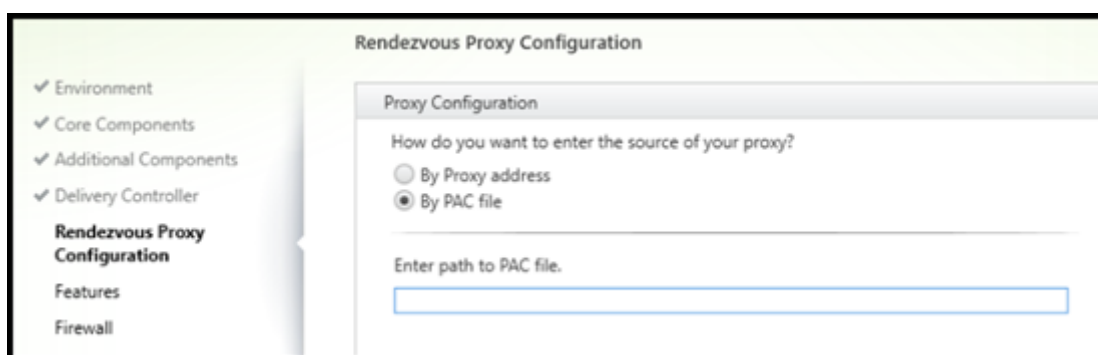 Rendezvous Proxy Configuration
✓ Environment
✓ Core Components
✓ Additional Components
✓ Delivery Controller
Rendezvous Proxy
Configuration
Features
Firewall
Proxy Configuration
How do you want to enter the source of your proxy?
By Proxy address
By PAC file
Enter path to PAC file.